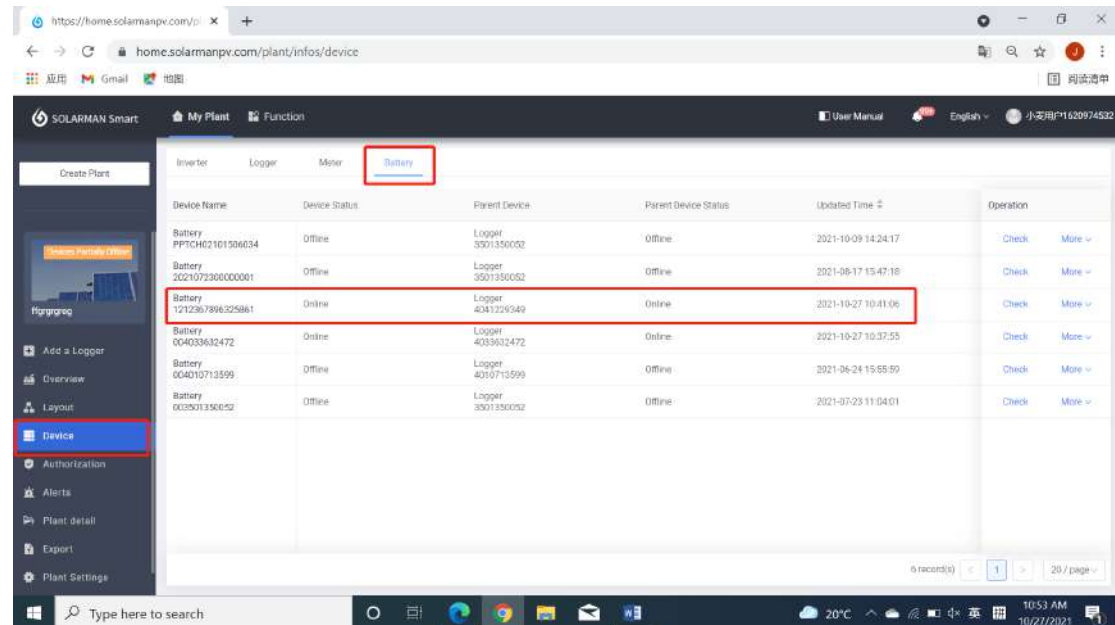 https://home.solarmanpv.com/pl
home.solarmanpv.com/plant/infos/device
应用 Gmail 地图 阅读清单
SOLARMAN Smart My Plant Function User Manual English 小麦用户1620974532
Create Plant
Inverter Logger Meter Battery
Device Name Device Status Parent Device Parent Device Status Updated Time Operation
Battery PPTCH02101506034 Offline Logger 3501350052 Offline 2021-10-09 14:24:17 Check More
Battery 2021072300000001 Offline Logger 3501350052 Offline 2021-08-17 15:47:18 Check More
Battery 1212367896325861 Online Logger 4041229349 Online 2021-10-27 10:41:06 Check More
Battery 004033632472 Online Logger 4033632472 Online 2021-10-27 10:37:55 Check More
Battery 004010713599 Offline Logger 4010713599 Offline 2021-06-24 15:55:59 Check More
Battery 003501350052 Offline Logger 3501350052 Offline 2021-07-23 11:04:01 Check More
Devices Partially Offline
Add a Logger
Overview
Layout
Device
Authorization
Alerts
Plant detail
Export
Plant Settings
6 record(s) 1 20 / page
Type here to search 20°C 英 10:53 AM
10/27/2021